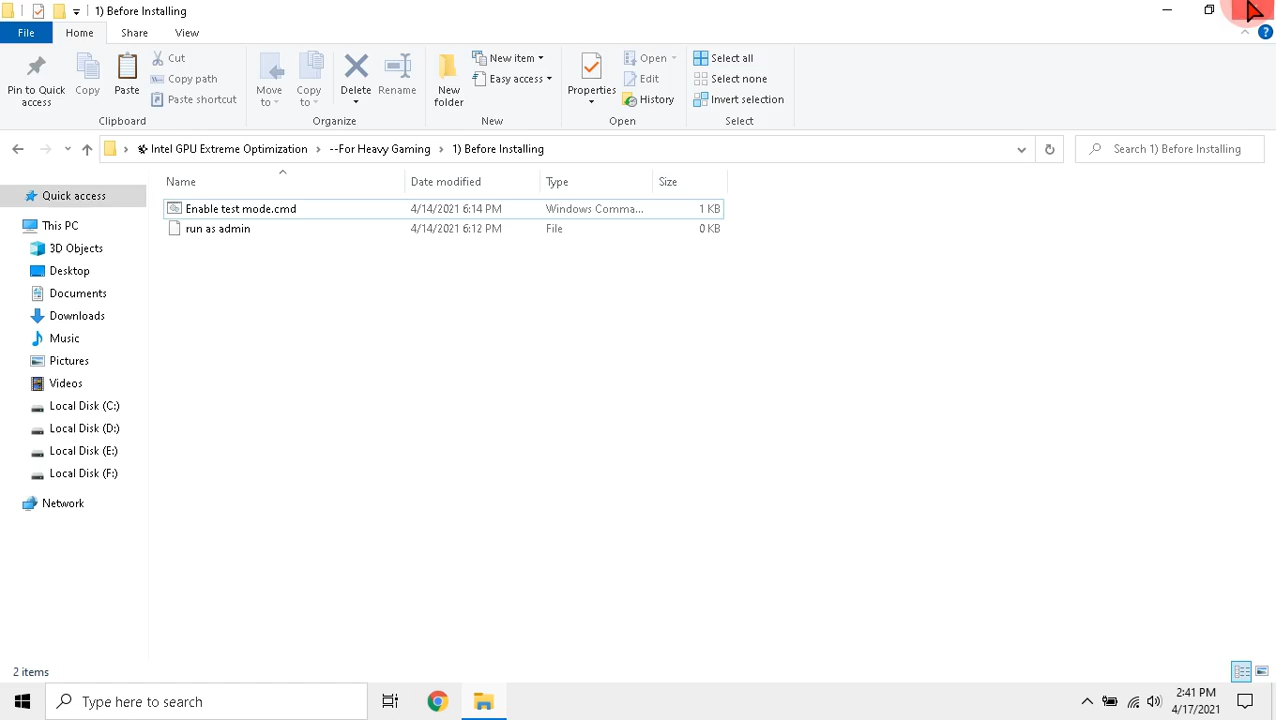 1) Before Installing
File
Home
Share
View
Pin to Quick access
Copy
Paste
Cut
Copy path
Paste shortcut
Clipboard
Move to
Copy to
Delete
Rename
Organize
New folder
New item
Easy access
New
Properties
Open
Edit
History
Open
Select all
Select none
Invert selection
Select
Intel GPU Extreme Optimization
--For Heavy Gaming
1) Before Installing
Search 1) Before Installing
Name
Date modified
Type
Size
Enable test mode.cmd 4/14/2021 6:14 PM Windows Comma... 1 KB
run as admin 4/14/2021 6:12 PM File 0 KB
Quick access
This PC
3D Objects
Desktop
Documents
Downloads
Music
Pictures
Videos
Local Disk (C:)
Local Disk (D:)
Local Disk (E:)
Local Disk (F:)
Network
2 items
Type here to search
2:41 PM
4/17/2021